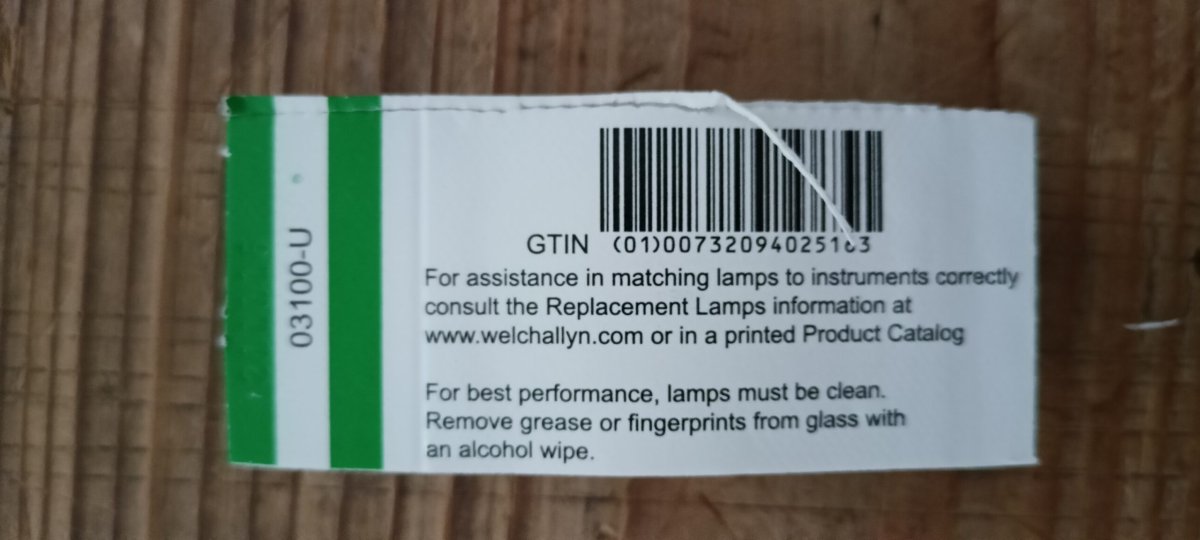 03100-U
GTIN (01)00732094025163
For assistance in matching lamps to instruments correctly
consult the Replacement Lamps information at
www.welchallyn.com or in a printed Product Catalog
For best performance, lamps must be clean.
Remove grease or fingerprints from glass with
an alcohol wipe.